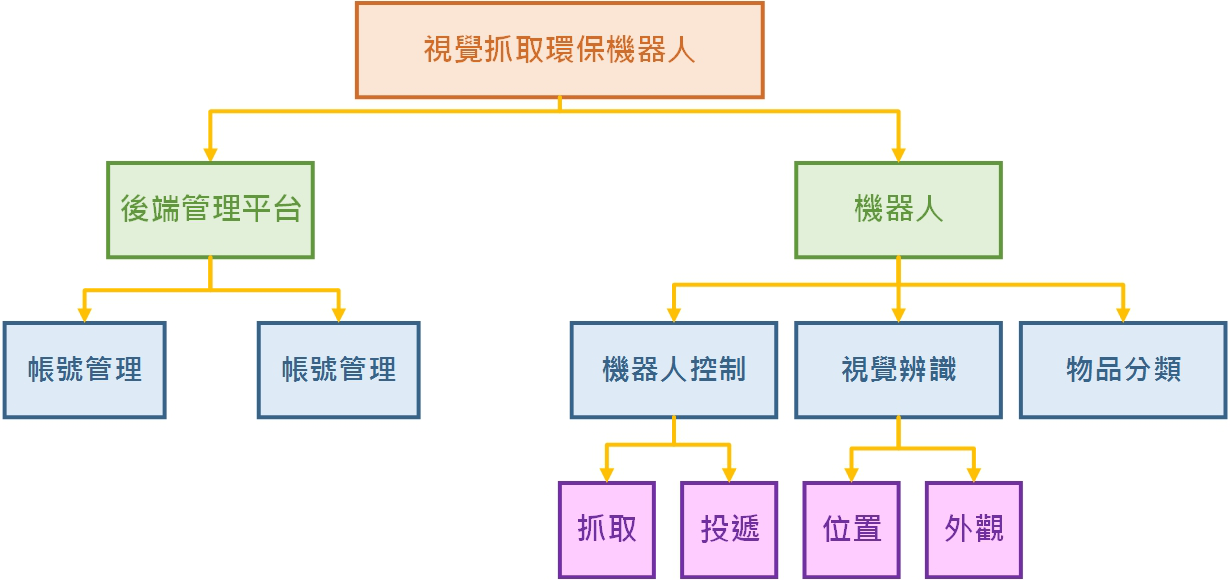 視覺抓取環保機器人
後端管理平台
機器人
帳號管理
帳號管理
機器人控制
視覺辨識
物品分類
抓取
投遞
位置
外觀